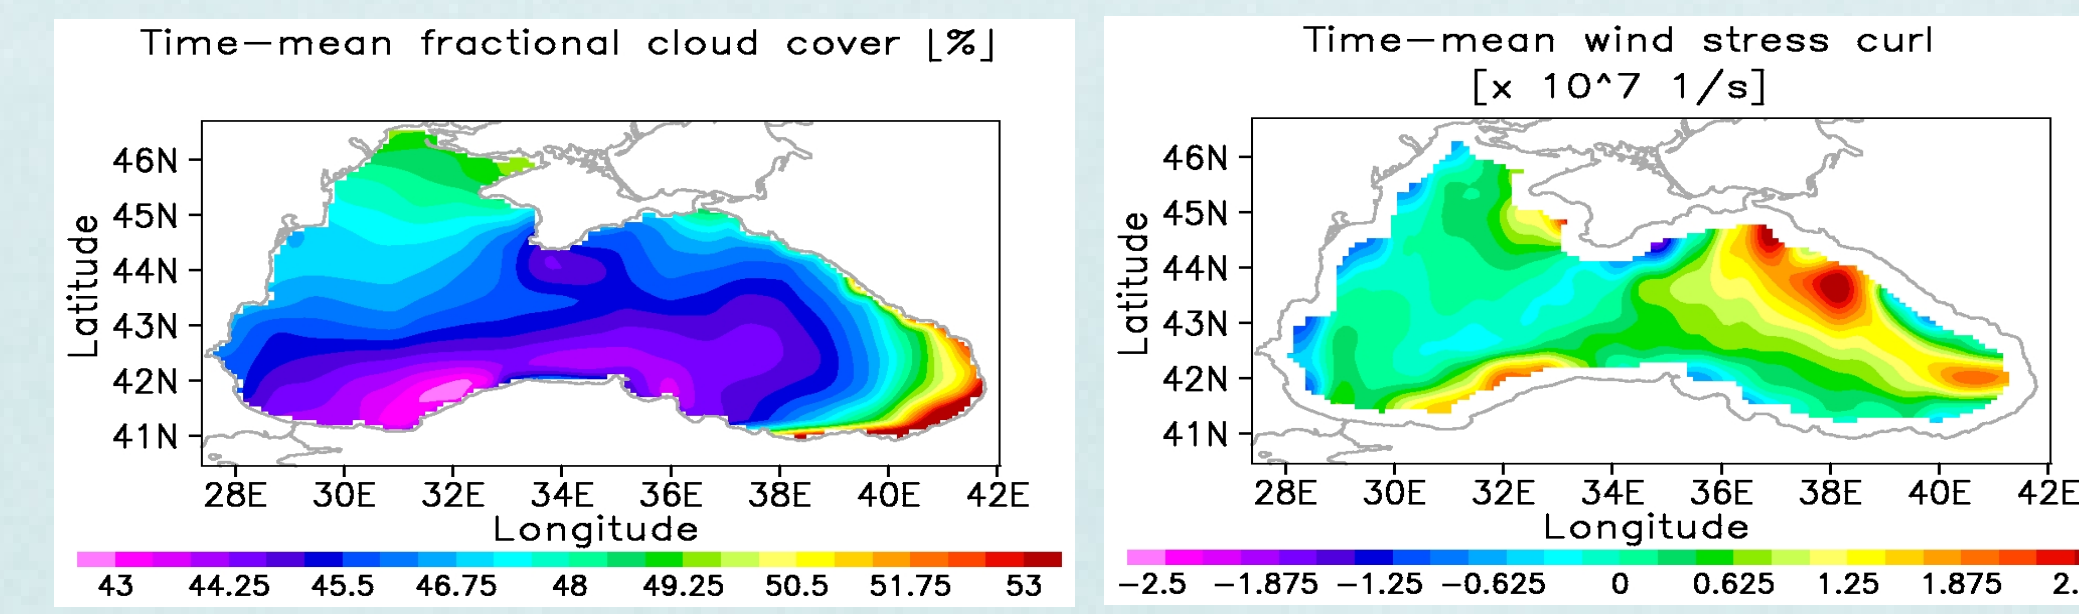 Time-mean fractional cloud cover [%]
Latitude
46N
45N
44N
43N
42N
41N
28E 30E 32E 34E 36E 38E 40E 42E
Longitude
43 44.25 45.5 46.75 48 49.25 50.5 51.75 53
Time-mean wind stress curl
[x 10^7 1/s]
Latitude
46N
45N
44N
43N
42N
41N
28E 30E 32E 34E 36E 38E 40E 42E
Longitude
-2.5 -1.875 -1.25 -0.625 0 0.625 1.25 1.875 2.